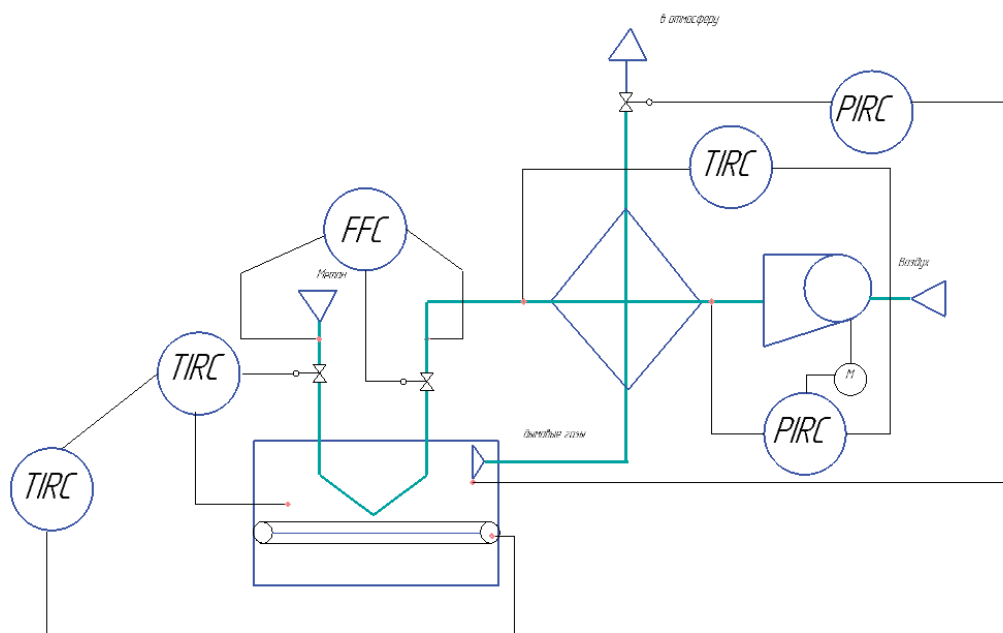 в атмосферу
PIRC
TIRC
FFC
Метан
Воздух
TIRC
M
PIRC
Дымовые газы
TIRC